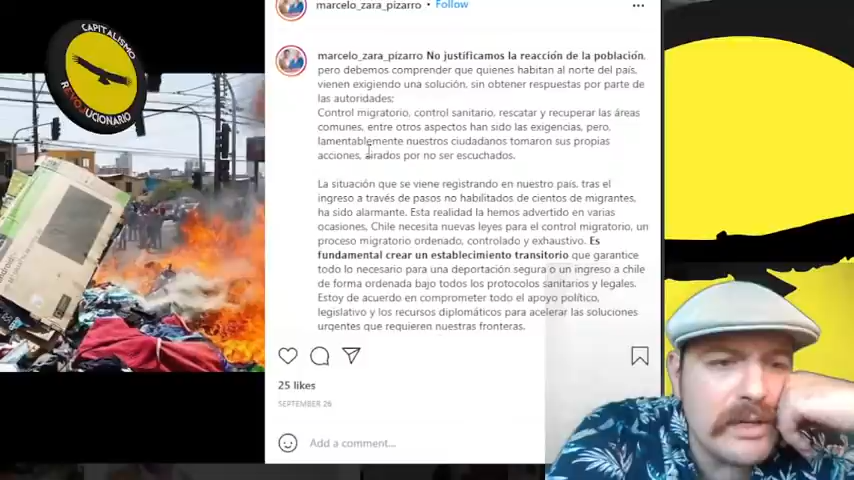 CAPITALISMO
REVOLUCIONARIO
marcelo_zara_pizarro • Follow
marcelo_zara_pizarro No justificamos la reacción de la población,
pero debemos comprender que quienes habitan al norte del país,
vienen exigiendo una solución, sin obtener respuestas por parte de
las autoridades;
Control migratorio, control sanitario, rescatar y recuperar las áreas
comunes, entre otros aspectos han sido las exigencias, pero,
lamentablemente nuestros ciudadanos tomaron sus propias
acciones, airados por no ser escuchados.
La situación que se viene registrando en nuestro país, tras el
ingreso a través de pasos no habilitados de cientos de migrantes,
ha sido alarmante. Esta realidad la hemos advertido en varias
ocasiones, Chile necesita nuevas leyes para el control migratorio, un
proceso migratorio ordenado, controlado y exhaustivo. Es
fundamental crear un establecimiento transitorio que garantice
todo lo necesario para una deportación segura o un ingreso a chile
de forma ordenada bajo todos los protocolos sanitarios y legales.
Estoy de acuerdo en comprometer todo el apoyo político,
legislativo y los recursos diplomáticos para acelerar las soluciones
urgentes que requieren nuestras fronteras.
25 likes
SEPTEMBER 26
Add a comment...